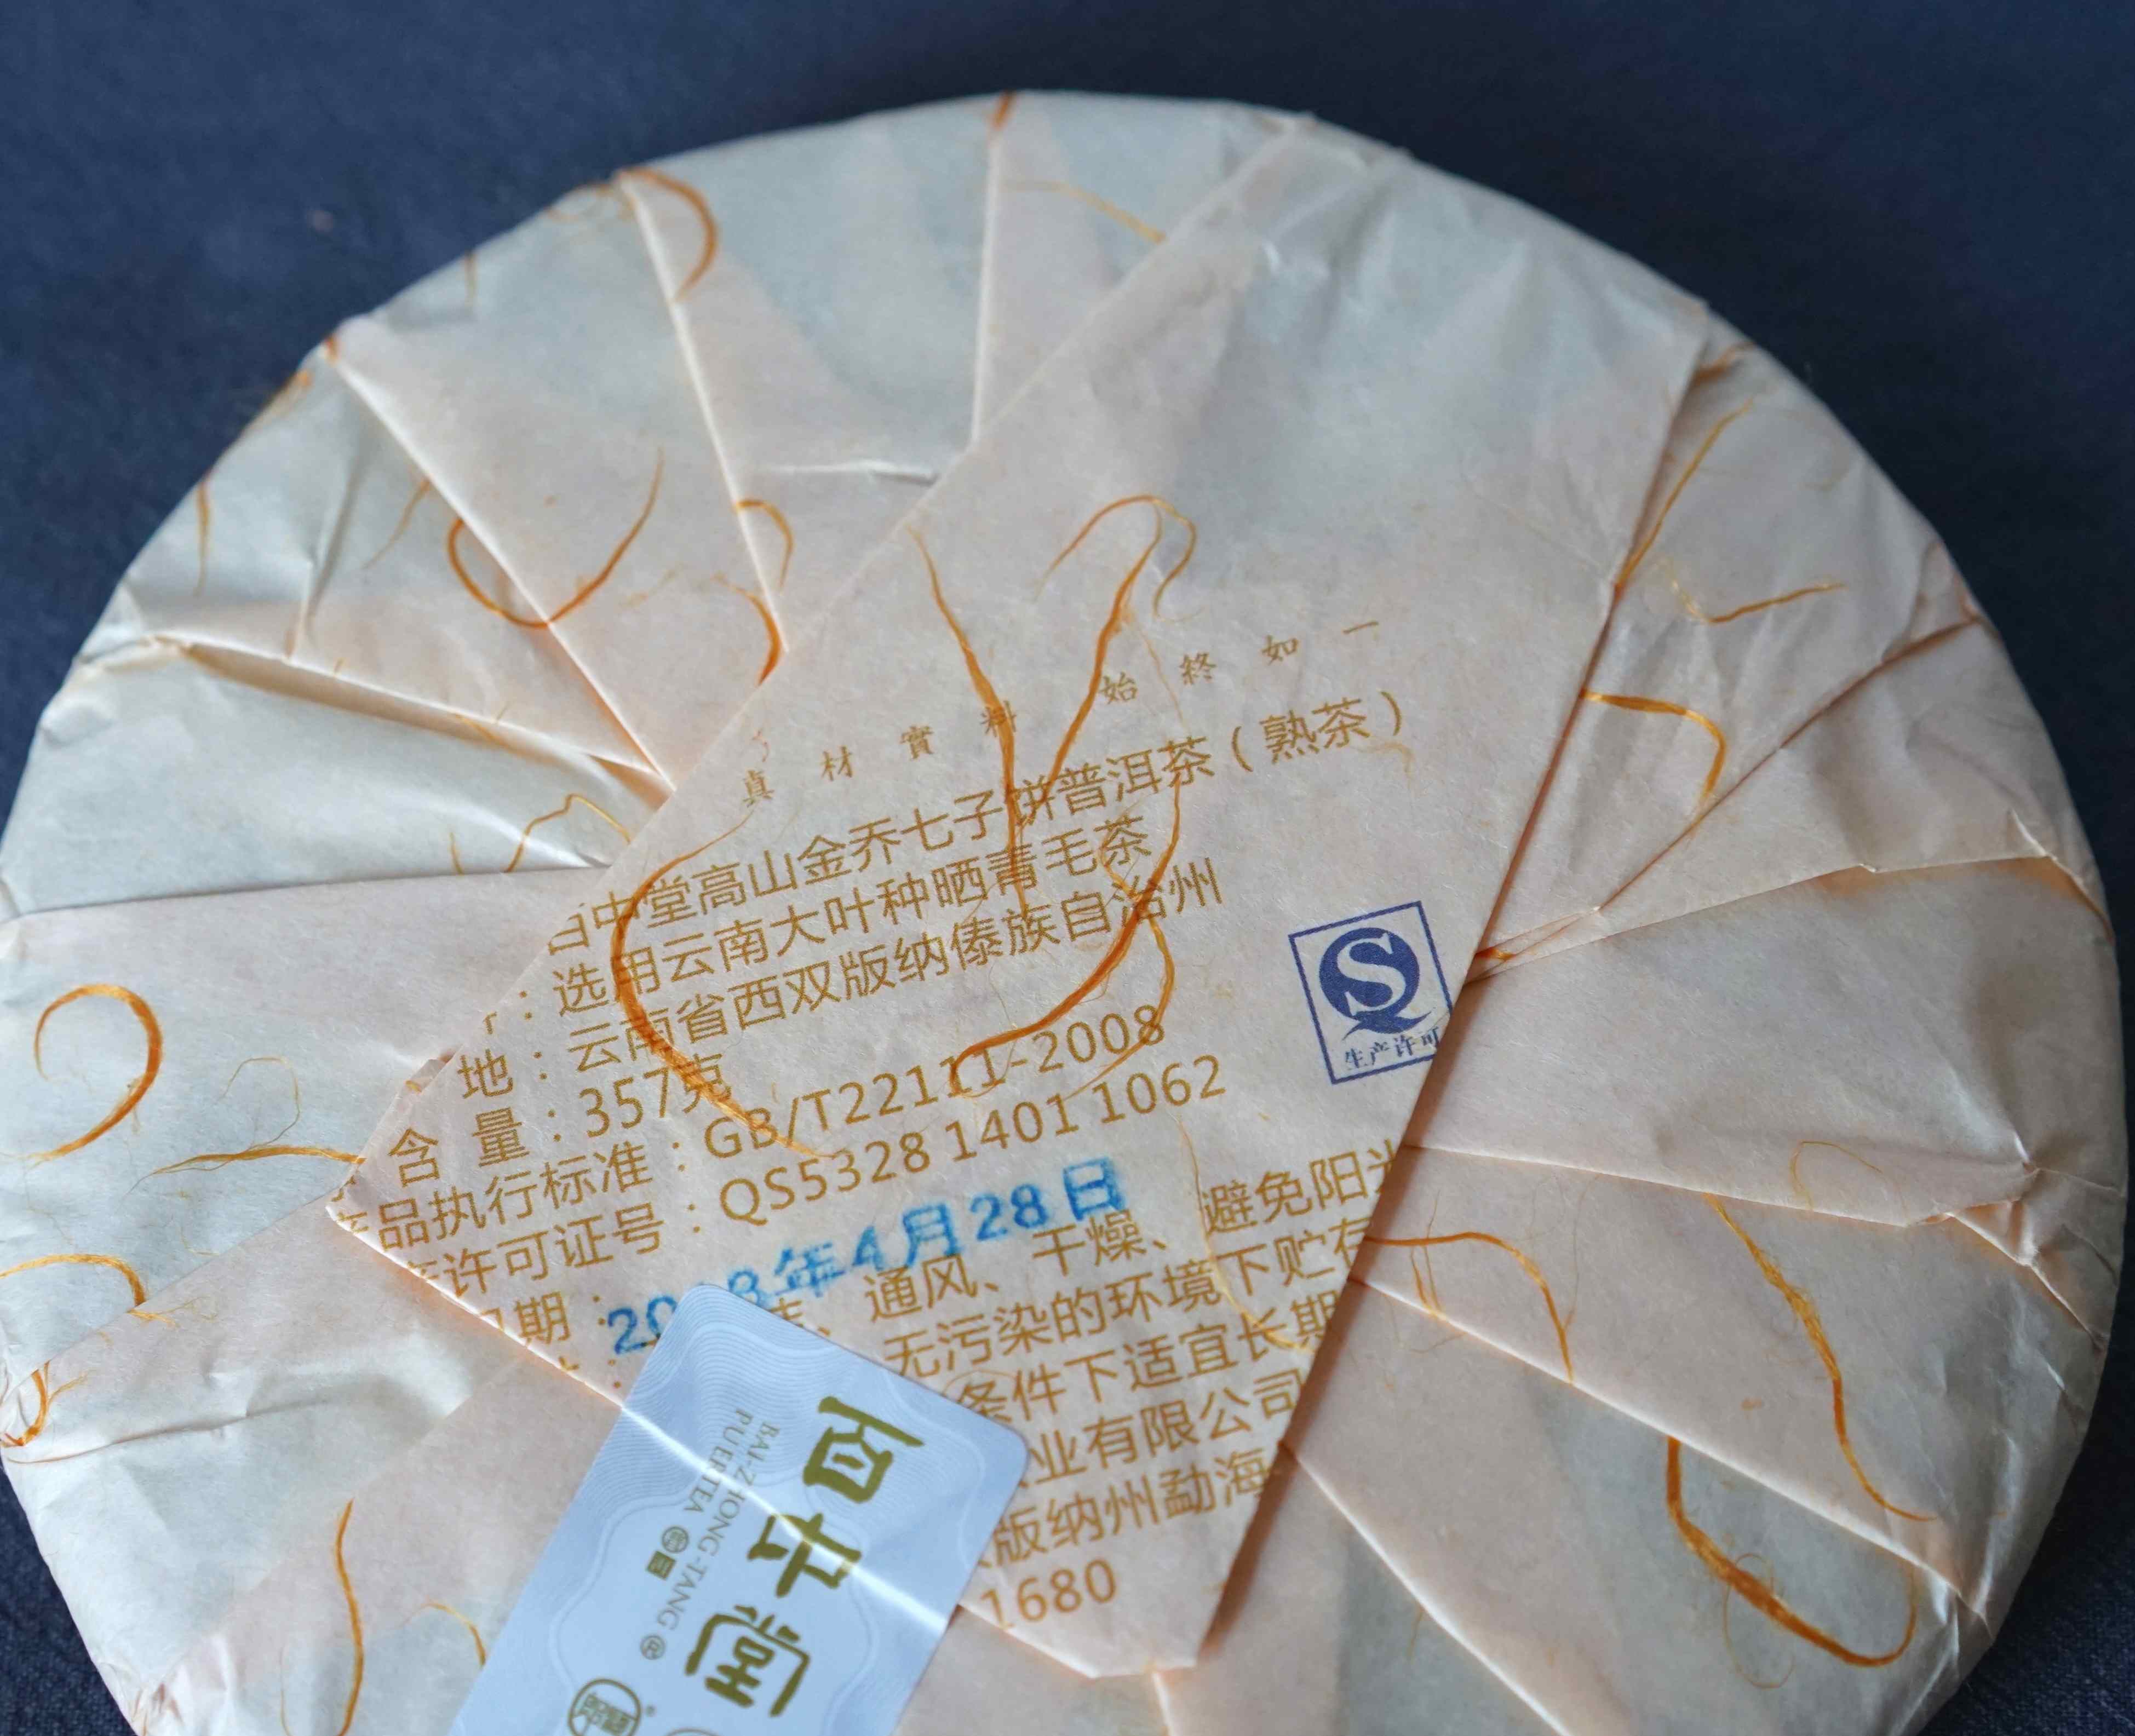 真材實料 始終如一
百中堂高山金乔七子饼普洱茶（熟茶）
：选用云南大叶种晒青毛茶
地：云南省西双版纳傣族自治州
含 量：357克
产品执行标准：GB/T22111-2008
产许可证号：QS5328 1401 1062
日期：20 8年4月28日
、通风、干燥、避免阳光
无污染的环境下贮存
条件下适宜长期
业有限公司
版纳州勐海
1680
生产许可
百中堂
BAI-ZHONG-TANG ®
PU ER TEA